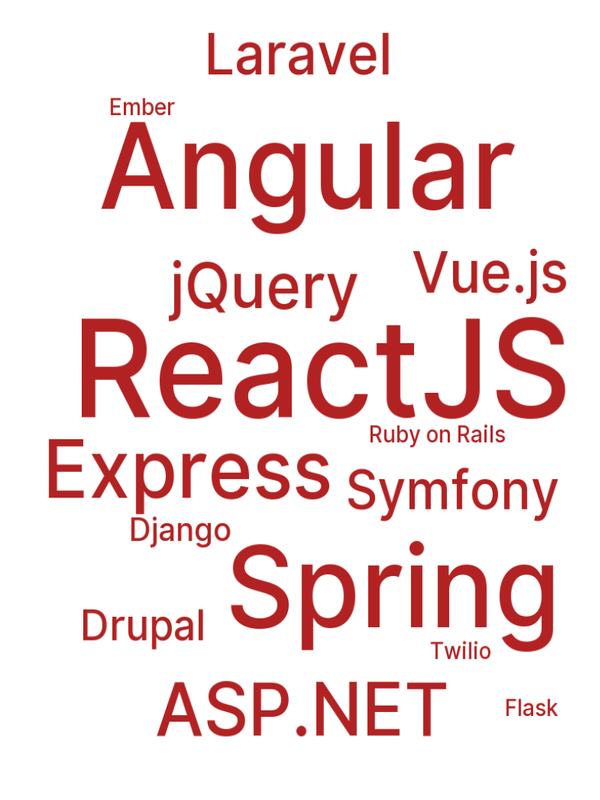 Laravel
Ember
Angular
Vue.js
jQuery
ReactJS
Ruby on Rails
Express
Symfony
Django
Spring
Drupal
Twilio
ASP.NET
Flask